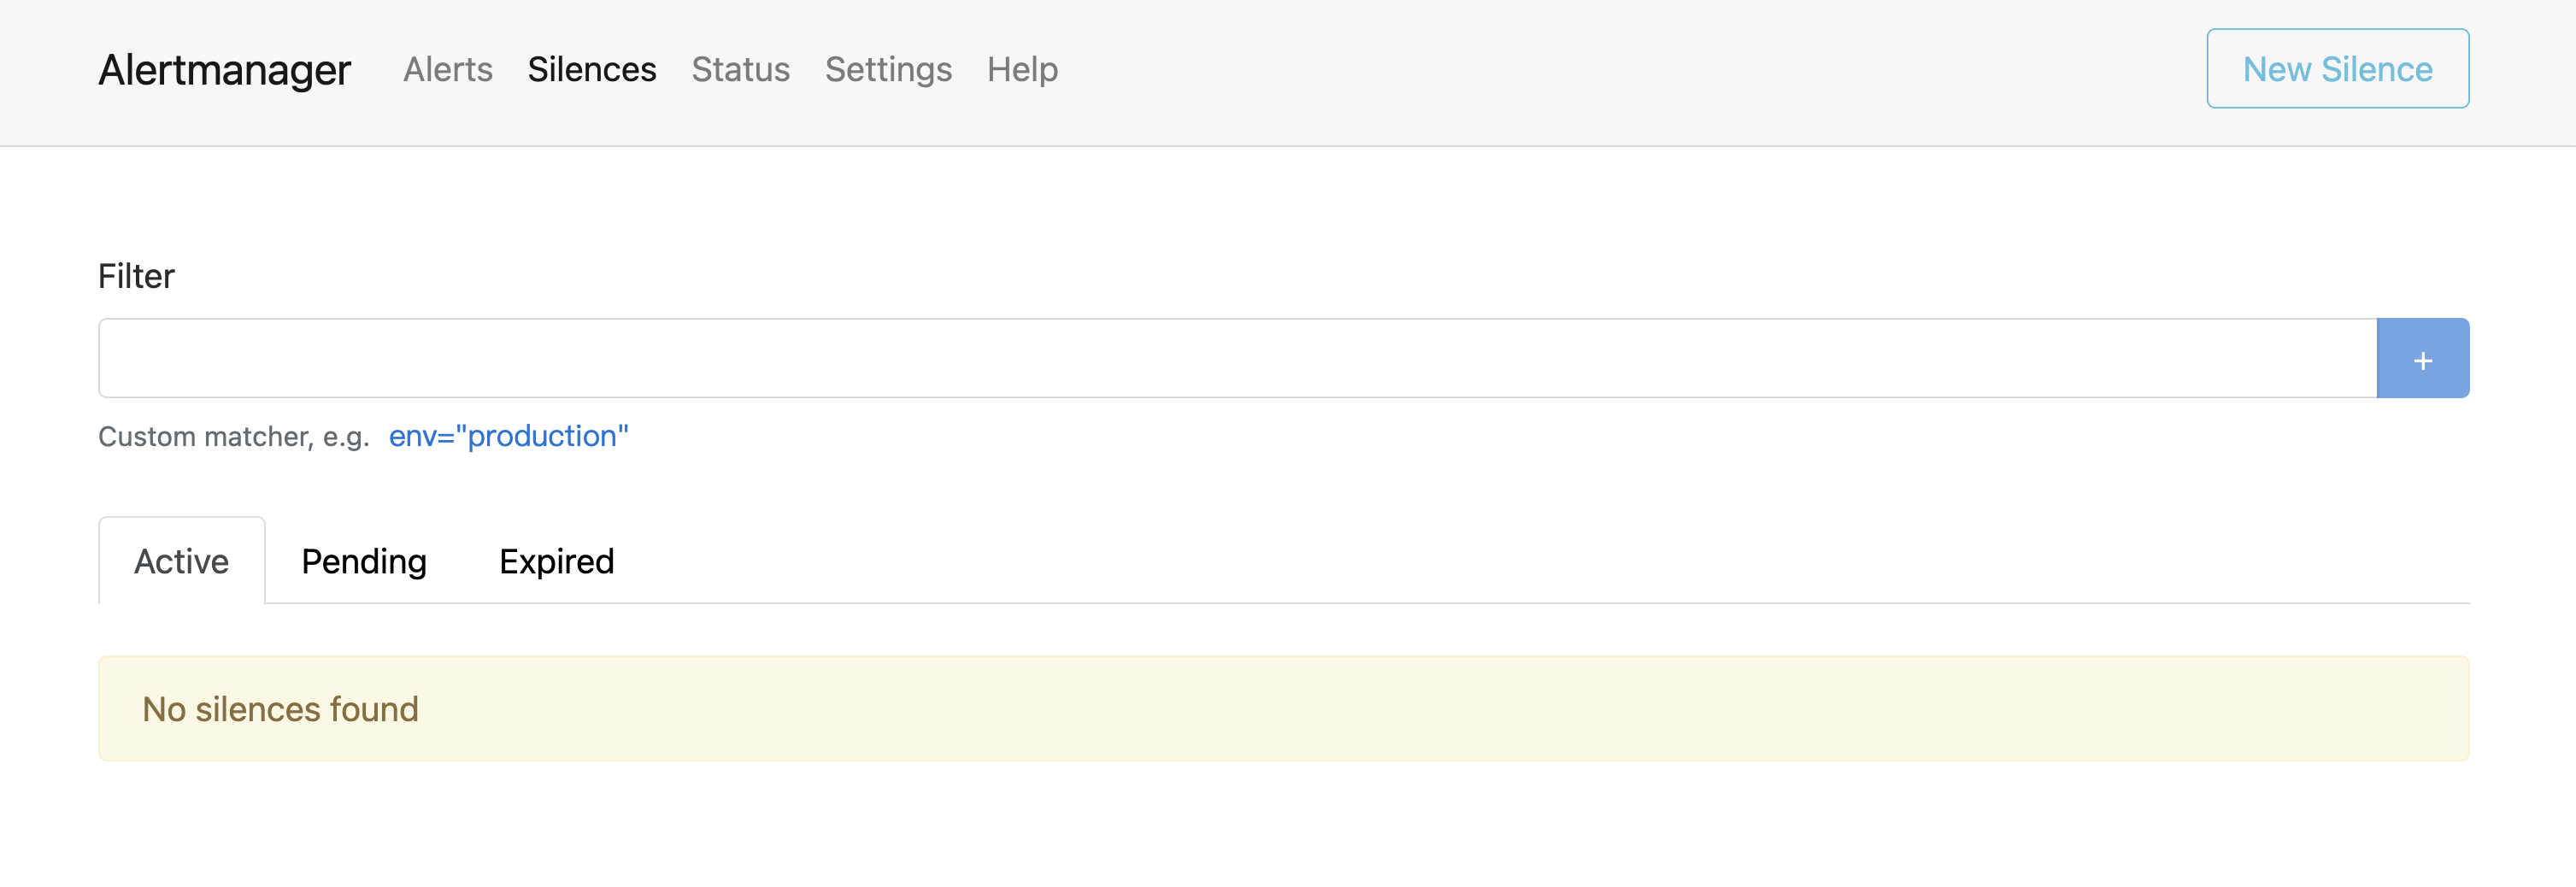 Alertmanager Alerts Silences Status Settings Help New Silence
Filter
+
Custom matcher, e.g. env="production"
Active Pending Expired
No silences found